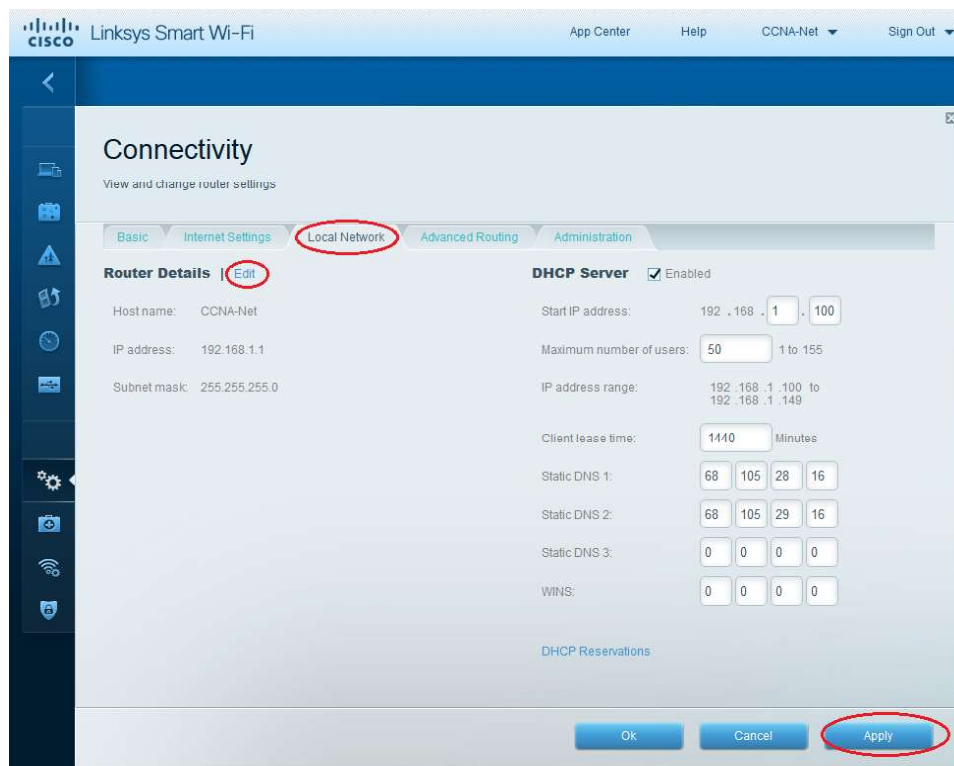 CISCO Linksys Smart Wi-Fi App Center Help CCNA-Net Sign Out
Connectivity
View and change router settings
Basic Internet Settings Local Network Advanced Routing Administration
Router Details | Edit
Host name: CCNA-Net
IP address: 192.168.1.1
Subnet mask: 255.255.255.0
DHCP Server Enabled
Start IP address: 192 . 168 . 1 . 100
Maximum number of users: 50 1 to 155
IP address range: 192 .168 .1 .100 to
192 .168 .1 .149
Client lease time: 1440 Minutes
Static DNS 1: 68 105 28 16
Static DNS 2: 68 105 29 16
Static DNS 3: 0 0 0 0
WINS: 0 0 0 0
DHCP Reservations
Ok Cancel Apply